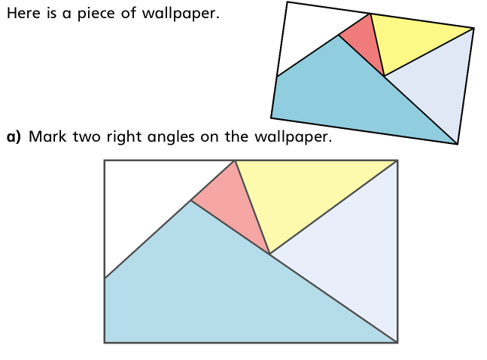 Here is a piece of wallpaper.
a) Mark two right angles on the wallpaper.